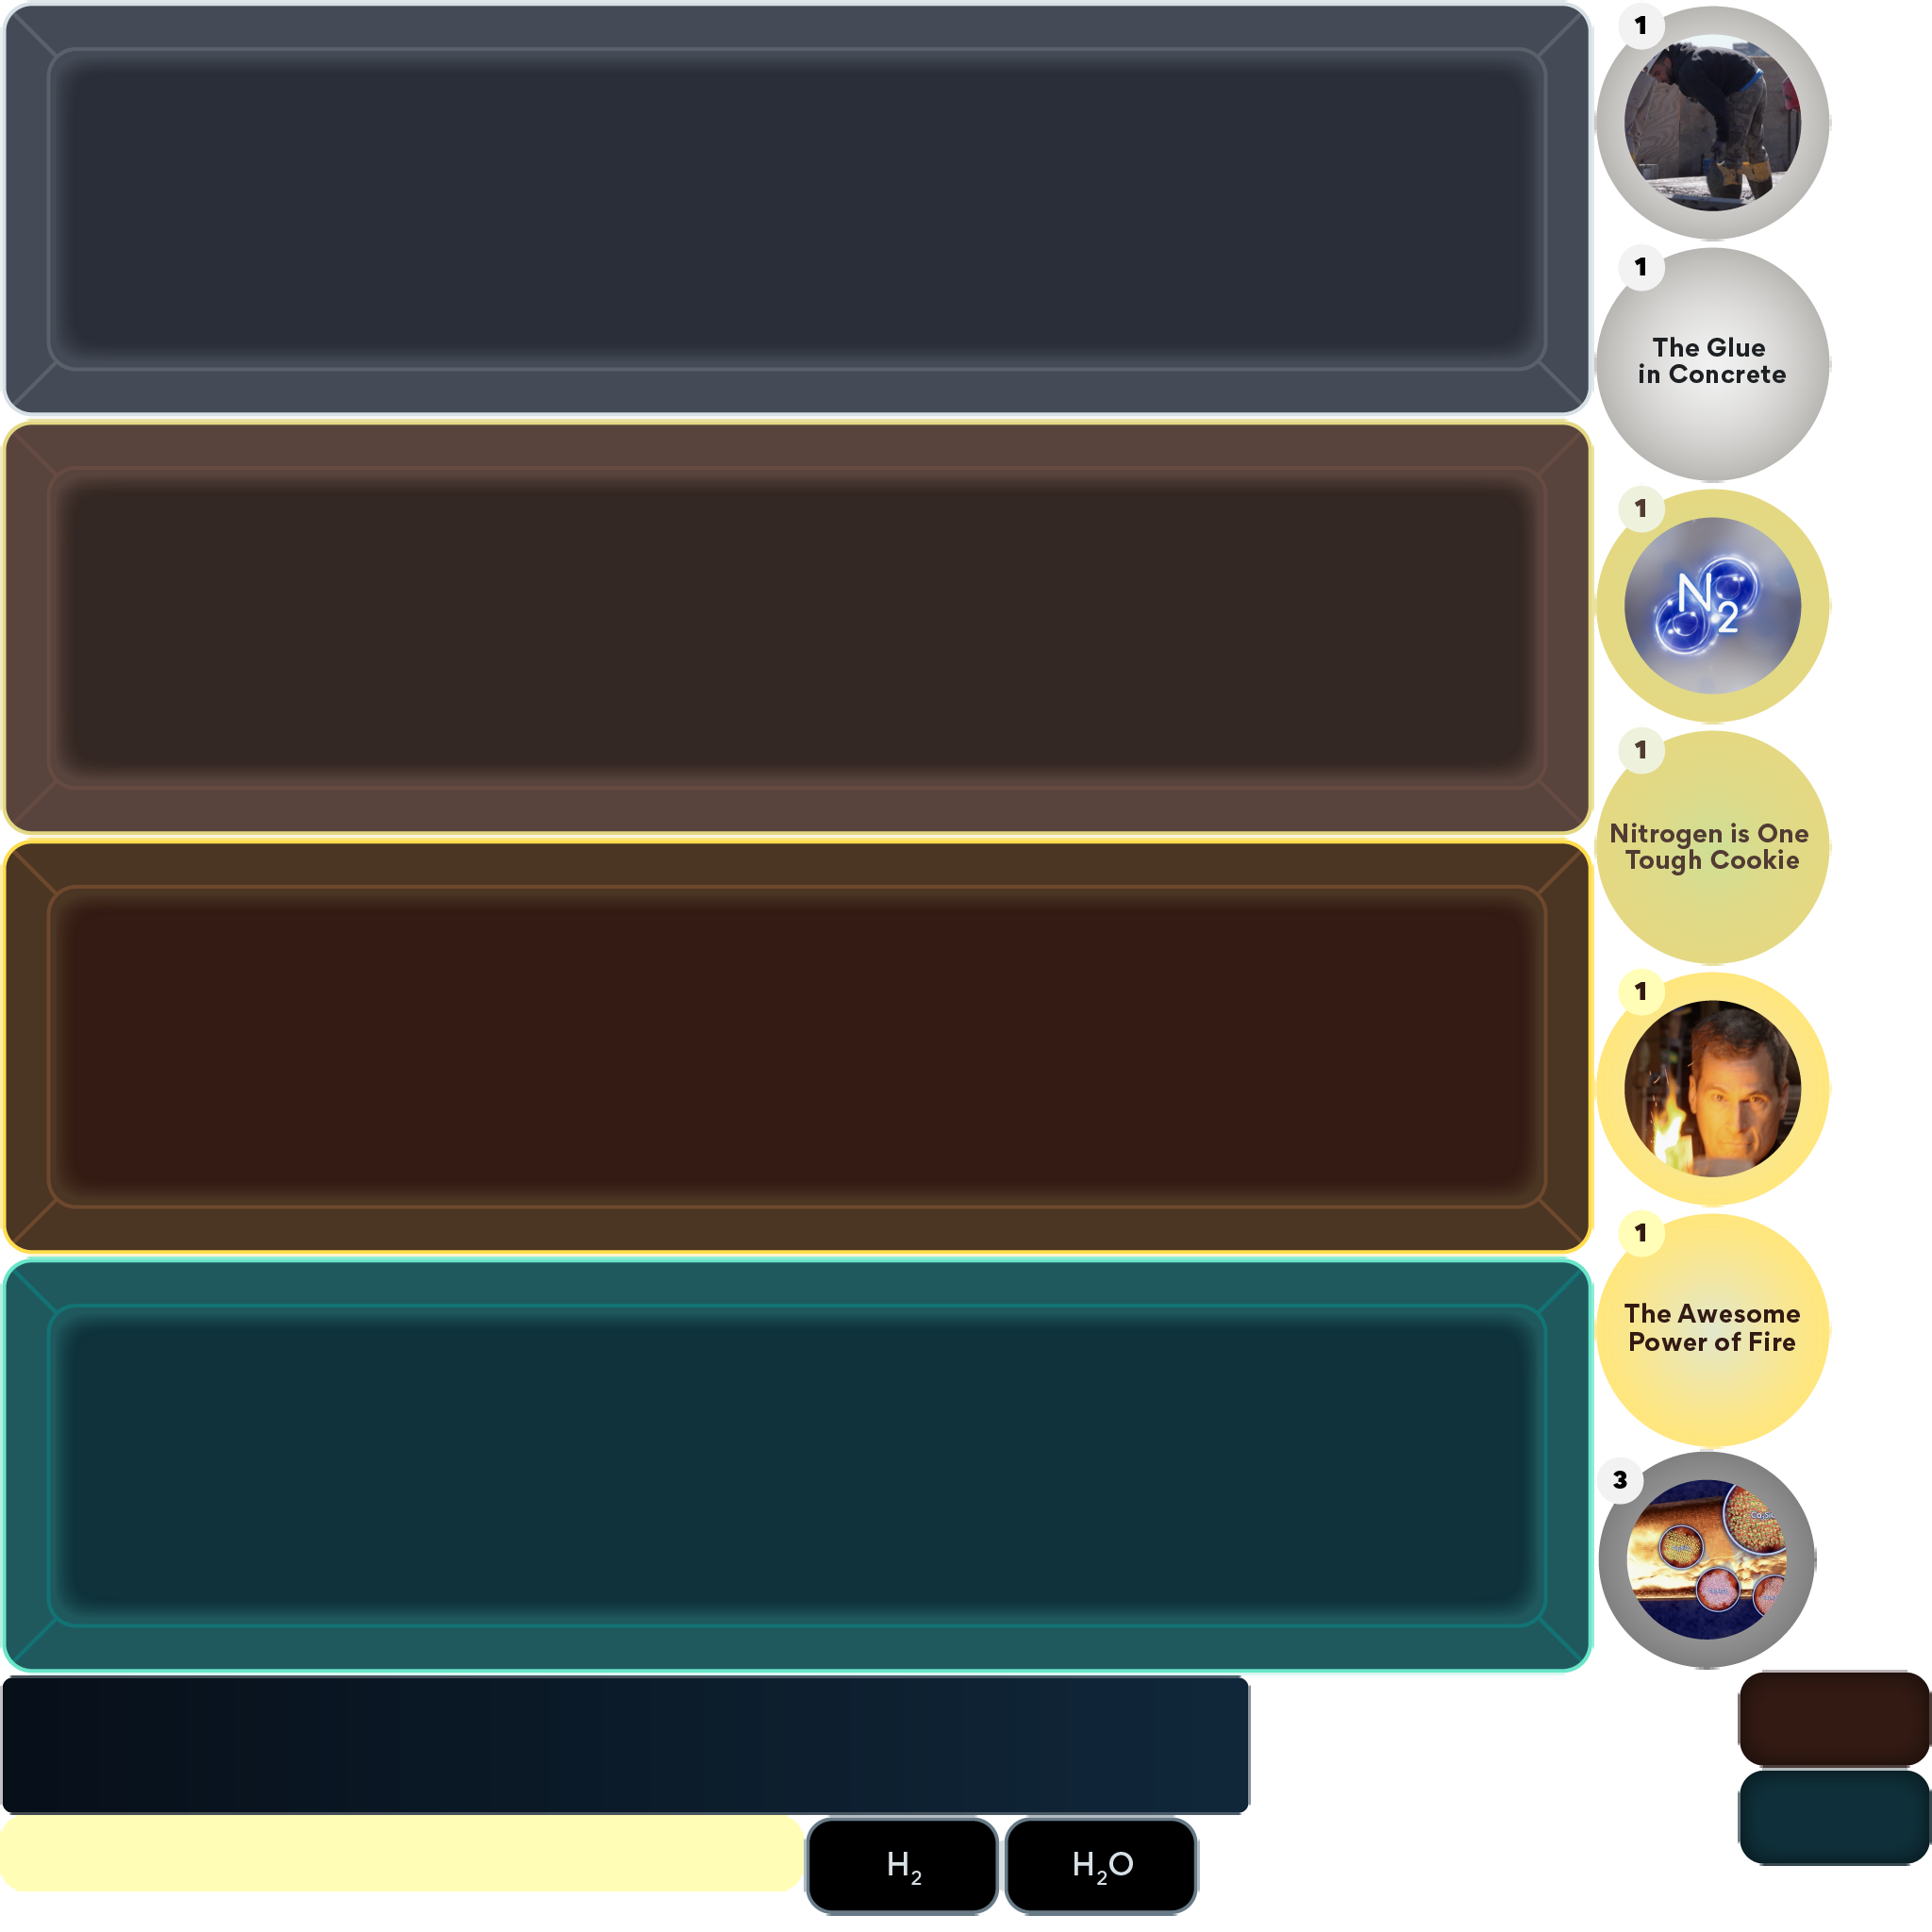 1
1
The Glue
in Concrete
1
N2
1
Nitrogen is One
Tough Cookie
1
1
The Awesome
Power of Fire
3
H2
H2O